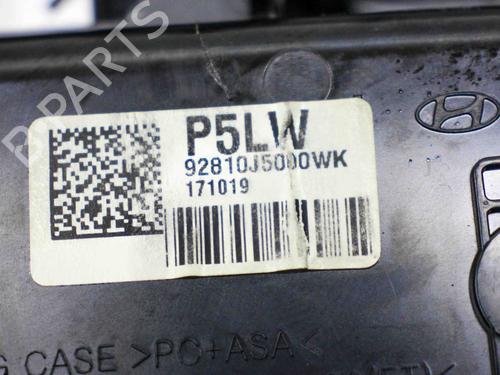 B-PARTS
P5LW
92810J5000WK
171019
G CASE >PC+ASA<